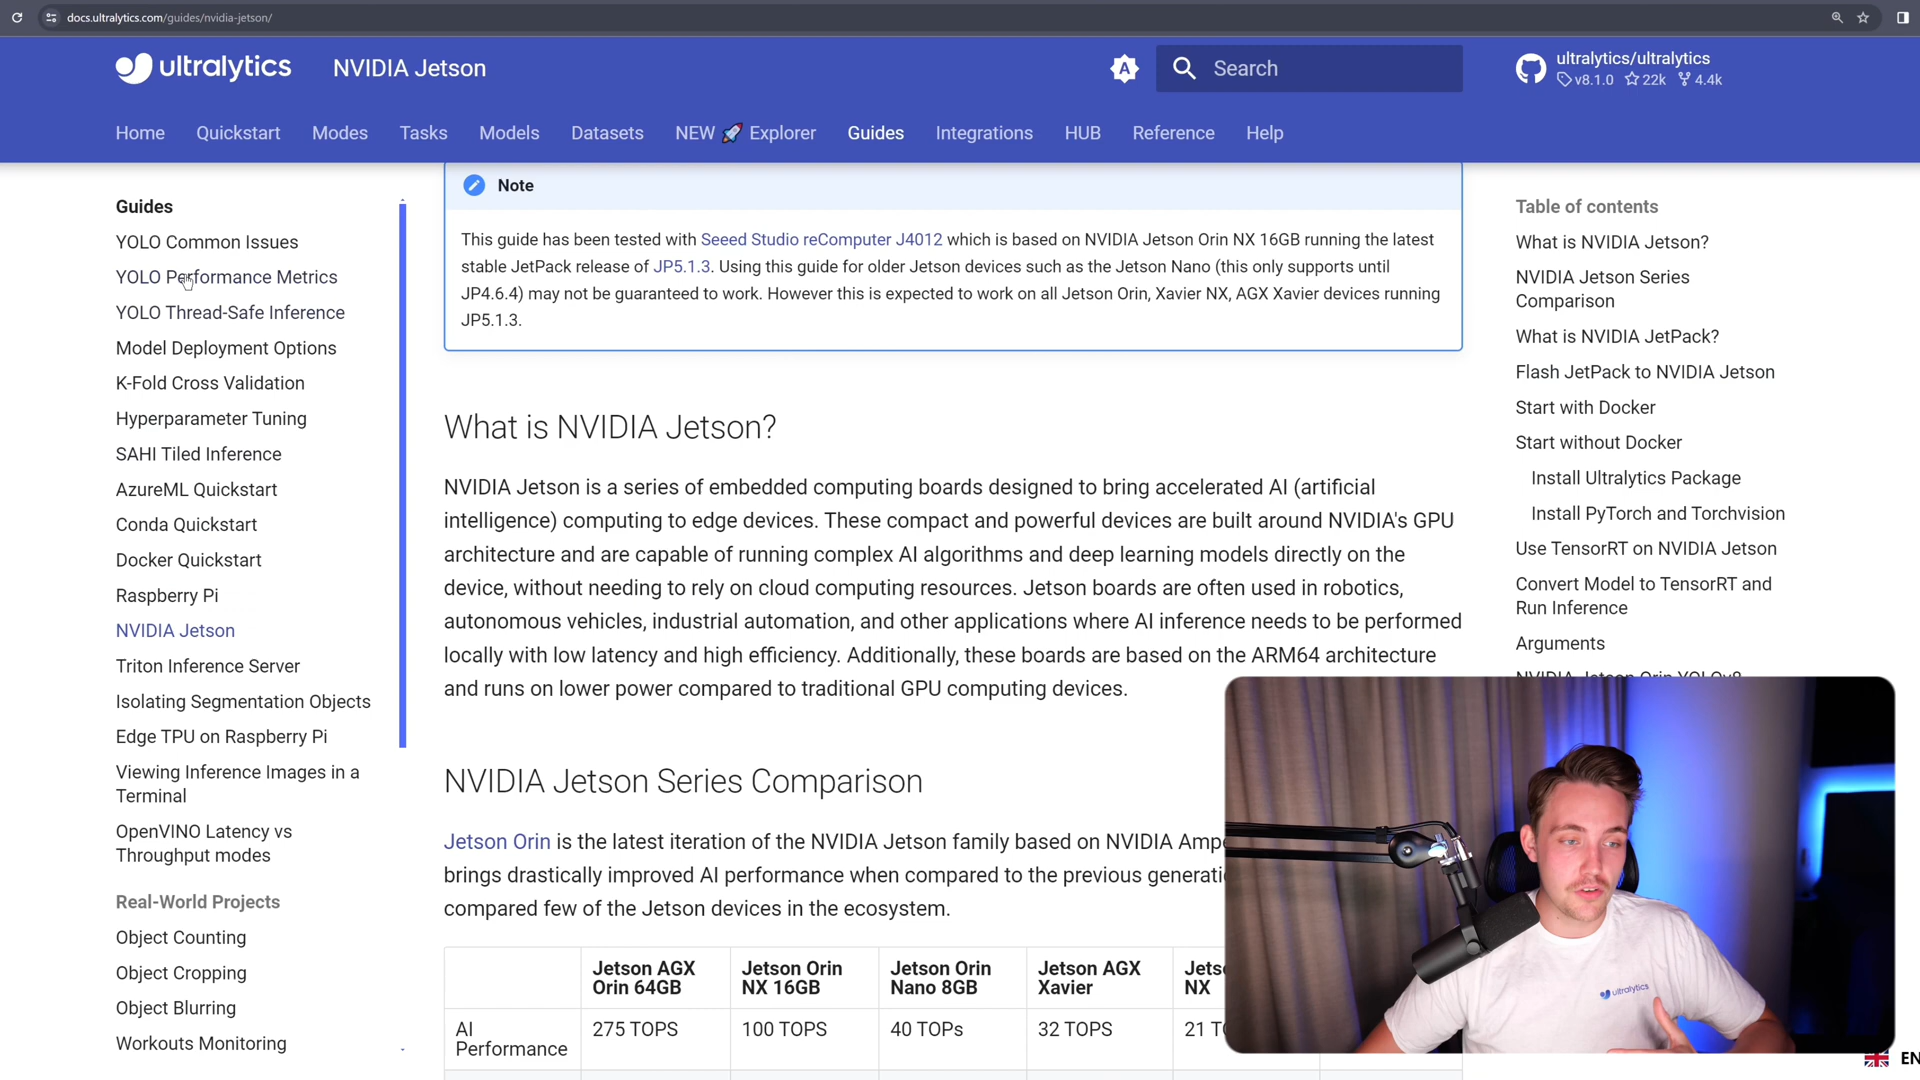 docs.ultralytics.com/guides/nvidia-jetson/
ultralytics
NVIDIA Jetson
A
Search
ultralytics/ultralytics
v8.1.0 22k 4.4k
Home Quickstart Modes Tasks Models Datasets NEW 🚀 Explorer Guides Integrations HUB Reference Help
Guides
YOLO Common Issues
YOLO Performance Metrics
YOLO Thread-Safe Inference
Model Deployment Options
K-Fold Cross Validation
Hyperparameter Tuning
SAHI Tiled Inference
AzureML Quickstart
Conda Quickstart
Docker Quickstart
Raspberry Pi
NVIDIA Jetson
Triton Inference Server
Isolating Segmentation Objects
Edge TPU on Raspberry Pi
Viewing Inference Images in a
Terminal
OpenVINO Latency vs
Throughput modes
Real-World Projects
Object Counting
Object Cropping
Object Blurring
Workouts Monitoring
Note
This guide has been tested with Seeed Studio reComputer J4012 which is based on NVIDIA Jetson Orin NX 16GB running the latest
stable JetPack release of JP5.1.3. Using this guide for older Jetson devices such as the Jetson Nano (this only supports until
JP4.6.4) may not be guaranteed to work. However this is expected to work on all Jetson Orin, Xavier NX, AGX Xavier devices running
JP5.1.3.
What is NVIDIA Jetson?
NVIDIA Jetson is a series of embedded computing boards designed to bring accelerated AI (artificial
intelligence) computing to edge devices. These compact and powerful devices are built around NVIDIA's GPU
architecture and are capable of running complex AI algorithms and deep learning models directly on the
device, without needing to rely on cloud computing resources. Jetson boards are often used in robotics,
autonomous vehicles, industrial automation, and other applications where AI inference needs to be performed
locally with low latency and high efficiency. Additionally, these boards are based on the ARM64 architecture
and runs on lower power compared to traditional GPU computing devices.
NVIDIA Jetson Series Comparison
Jetson Orin is the latest iteration of the NVIDIA Jetson family based on NVIDIA
brings drastically improved AI performance when compared to the previous
compared few of the Jetson devices in the ecosystem.
Jetson AGX
Orin 64GB
Jetson Orin
NX 16GB
Jetson Orin
Nano 8GB
Jetson AGX
Xavier
NX
AI
Performance
275 TOPS
100 TOPS
40 TOPs
32 TOPS
21
Table of contents
What is NVIDIA Jetson?
NVIDIA Jetson Series
Comparison
What is NVIDIA JetPack?
Flash JetPack to NVIDIA Jetson
Start with Docker
Start without Docker
Install Ultralytics Package
Install PyTorch and Torchvision
Use TensorRT on NVIDIA Jetson
Convert Model to TensorRT and
Run Inference
Arguments
NVIDIA Jetson Orin YOLOv8
ultralytics
EN